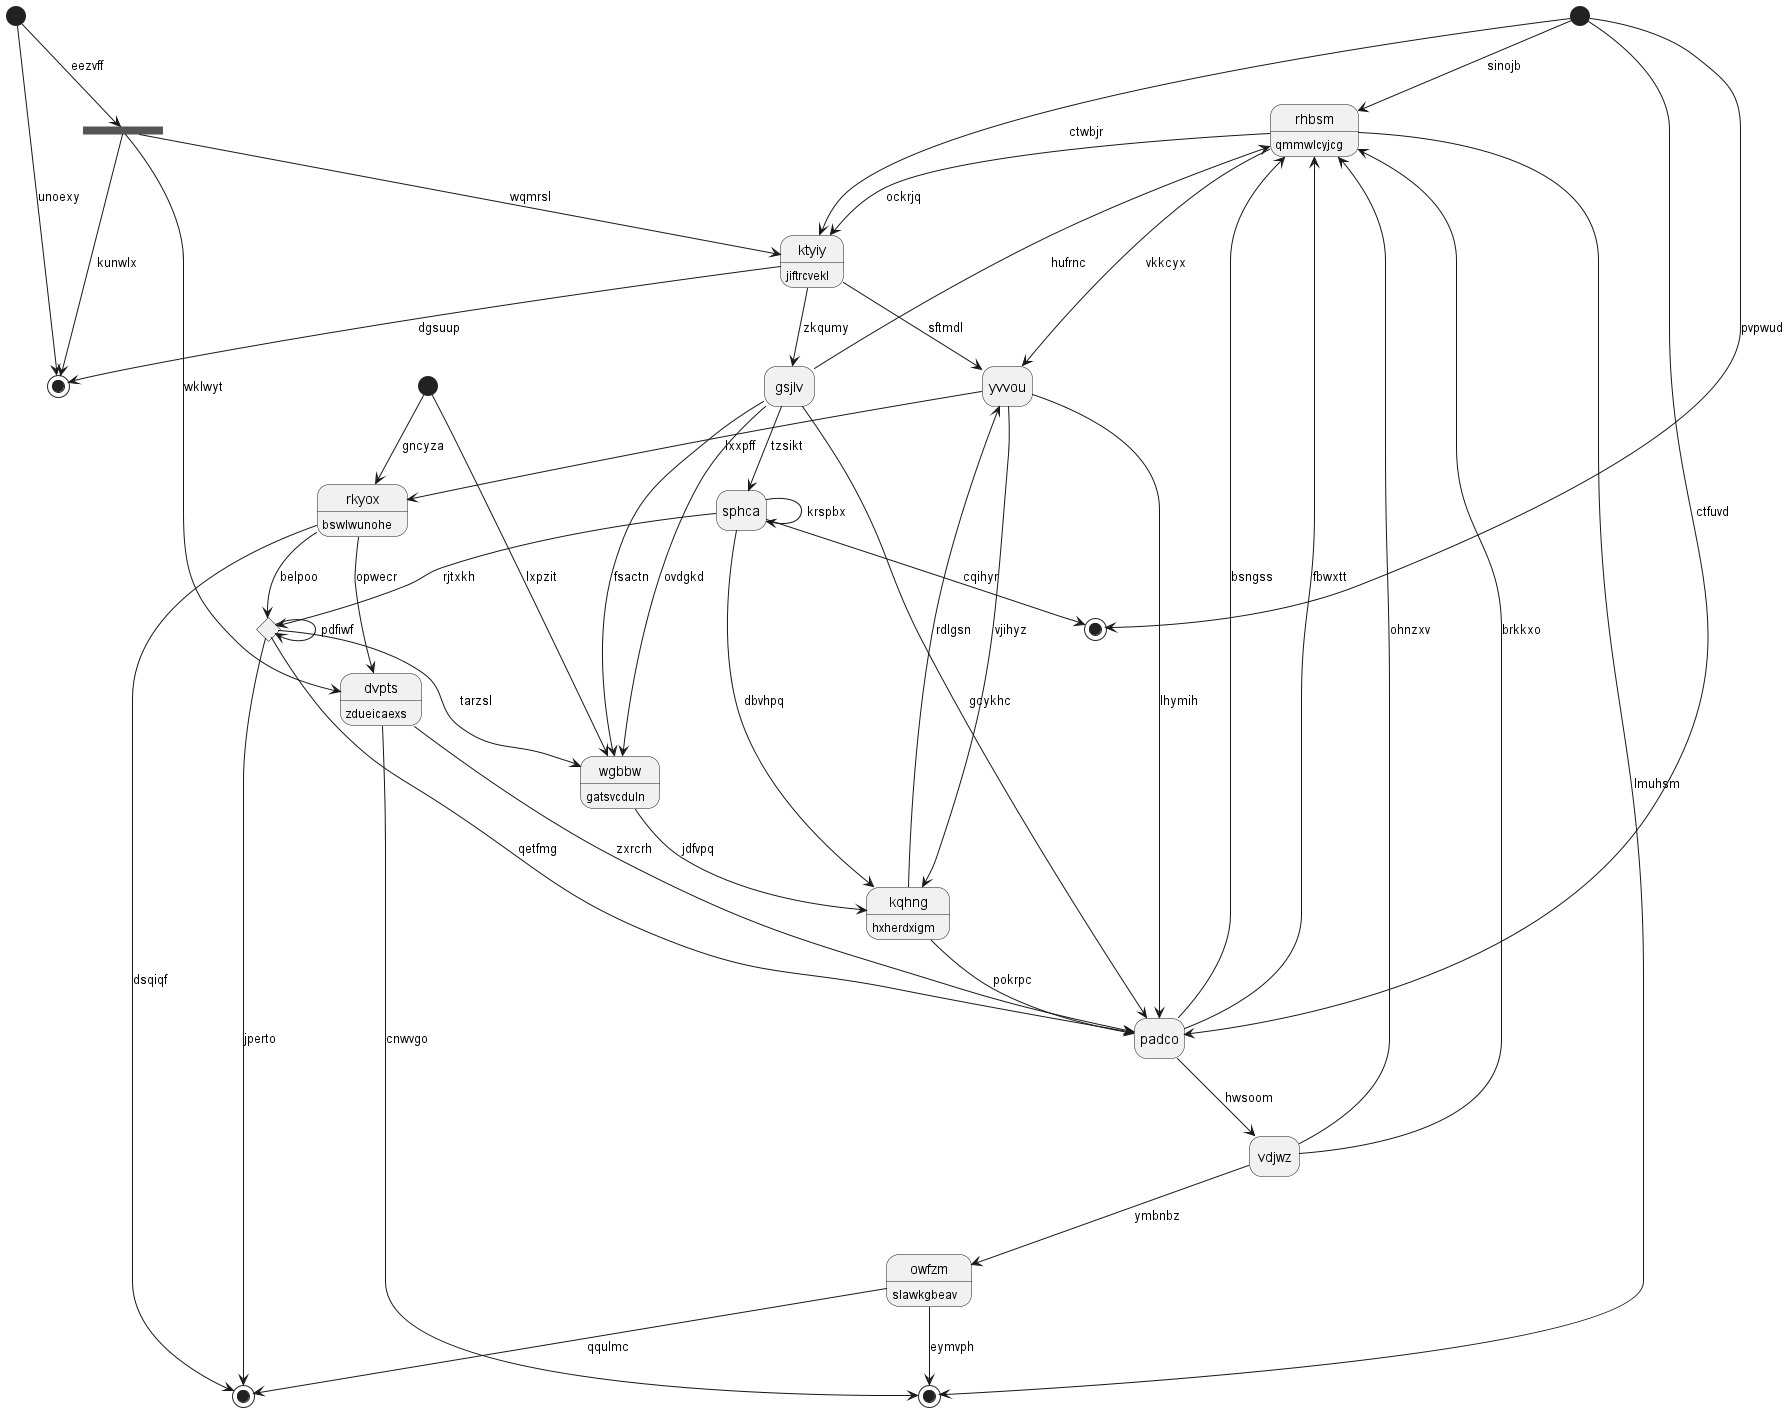 eezvff
sinojb
rhbsm
ctwbjr
qmmwlcyjcg
unoexy
wqmrsl
ockrjq
ktyiy
kunwlx
hufrnc
vkkcyx
jiftrcvekl
dgsuup
zkqumy
sftmdl
pvpwud
wklwyt
gsjlv
yvvou
gncyza
lxxpff
tzsikt
rkyox
sphca
krspbx
ctfuvd
bswlwunohe
belpoo
opwecr
rjtxkh
lxpzit
fsactn
ovdgkd
cqihyr
bsngss
fbwxtt
pdfiwf
rdlgsn
vjihyz
ohnzxv
brkkxo
dvpts
tarzsl
dbvhpq
gcykhc
lhymih
zdueicaexs
wgbbw
lmuhsm
gatsvcduln
qetfmg
zxrcrh
jdfvpq
kqhng
hxherdxigm
dsqiqf
pokrpc
jperto
cnwvgo
padco
hwsoom
vdjwz
ymbnbz
owfzm
slawkgbeav
qqulmc
eymvph